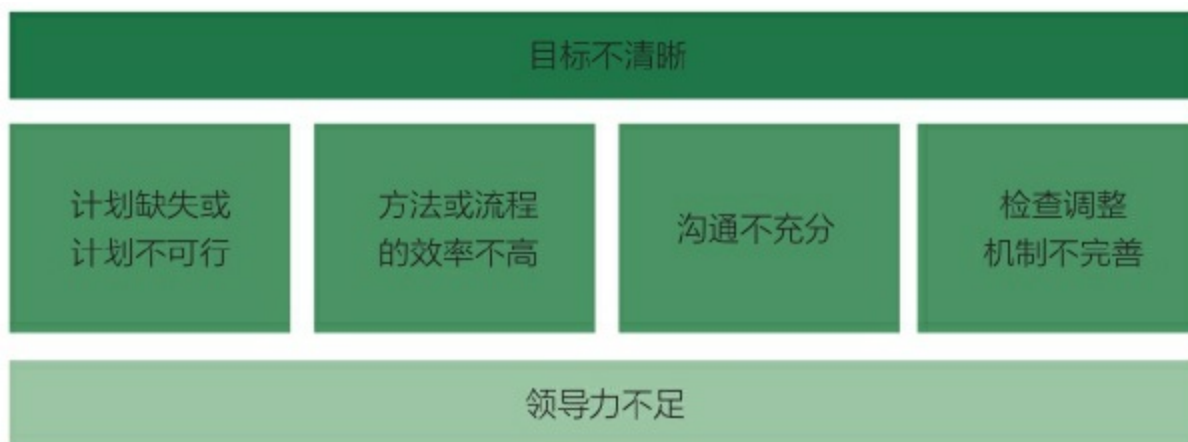 目标不清晰
计划缺失或
计划不可行
方法或流程
的效率不高
沟通不充分
检查调整
机制不完善
领导力不足